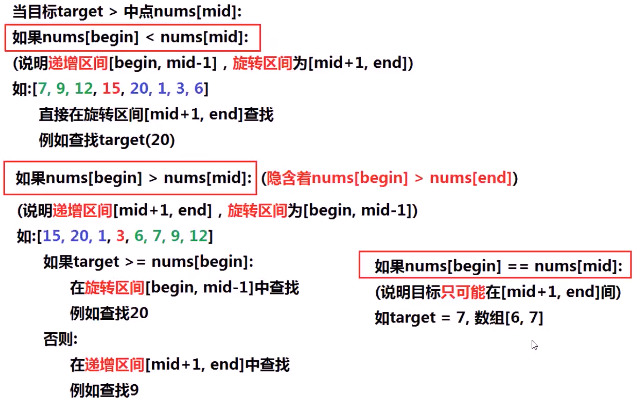 当目标target > 中点nums[mid]:
如果nums[begin] < nums[mid]:
(说明递增区间[begin, mid-1]，旋转区间为[mid+1, end])
如:[7, 9, 12, 15, 20, 1, 3, 6]
直接在旋转区间[mid+1, end]查找
例如查找target(20)
如果nums[begin] > nums[mid]: (隐含着nums[begin] > nums[end])
(说明递增区间[mid+1, end]，旋转区间为[begin, mid-1])
如:[15, 20, 1, 3, 6, 7, 9, 12]
如果target >= nums[begin]:
在旋转区间[begin, mid-1]中查找
例如查找20
否则:
在递增区间[mid+1, end]中查找
例如查找9
如果nums[begin] == nums[mid]:
(说明目标只可能在[mid+1, end]间)
如target = 7, 数组[6, 7]